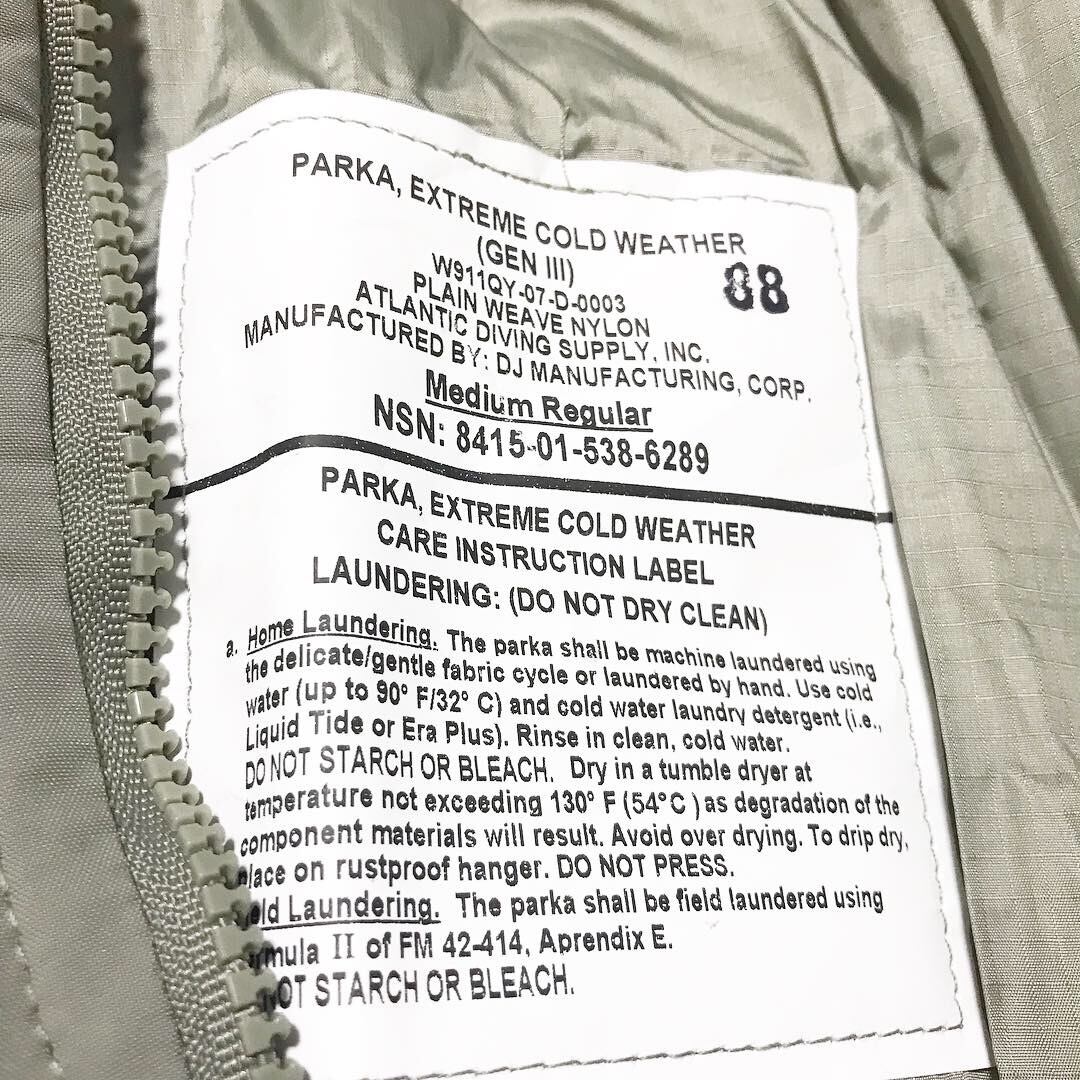 PARKA, EXTREME COLD WEATHER
(GEN III)
W911QY-07-D-0003
88
PLAIN WEAVE NYLON
ATLANTIC DIVING SUPPLY, INC.
MANUFACTURED BY: DJ MANUFACTURING, CORP.
Medium Regular
NSN: 8415-01-538-6289
PARKA, EXTREME COLD WEATHER
CARE INSTRUCTION LABEL
LAUNDERING: (DO NOT DRY CLEAN)
a. Home Laundering. The parka shall be machine laundered using
the delicate/gentle fabric cycle or laundered by hand. Use cold
water (up to 90° F/32° C) and cold water laundry detergent (i.e.,
Liquid Tide or Era Plus). Rinse in clean, cold water.
DO NOT STARCH OR BLEACH. Dry in a tumble dryer at
temperature not exceeding 130° F (54°C ) as degradation of the
component materials will result. Avoid over drying. To drip dry,
place on rustproof hanger. DO NOT PRESS.
Laundering. The parka shall be field laundered using
II of FM 42-414, Aprendix E.
STARCH OR BLEACH.